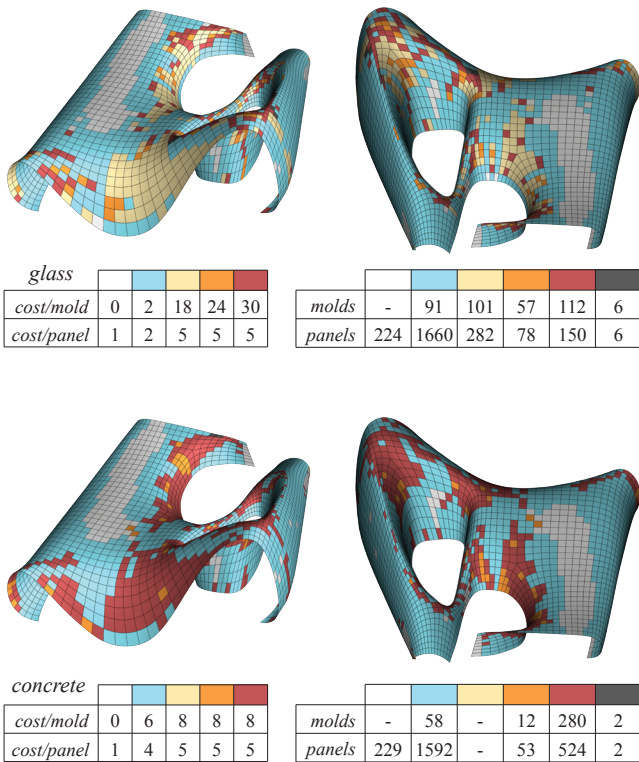 glass
cost/mold 0 2 18 24 30
cost/panel 1 2 5 5 5
molds - 91 101 57 112 6
panels 224 1660 282 78 150 6
concrete
cost/mold 0 6 8 8 8
cost/panel 1 4 5 5 5
molds - 58 - 12 280 2
panels 229 1592 - 53 524 2